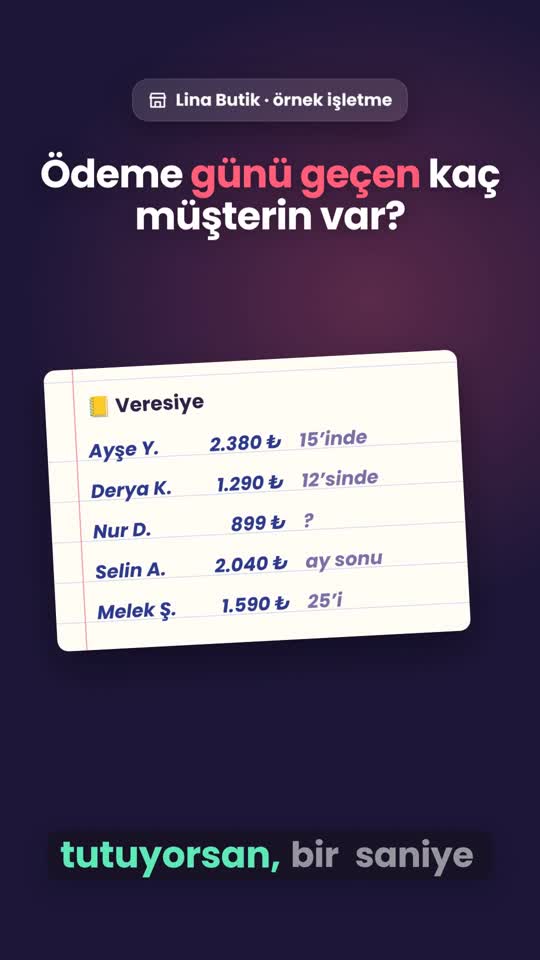 Lina Butik · örnek işletme
Ödeme günü geçen kaç
müşterin var?
Veresiye
Ayşe Y. 2.380 ₺ 15’inde
Derya K. 1.290 ₺ 12’sinde
Nur D. 899 ₺ ?
Selin A. 2.040 ₺ ay sonu
Melek Ş. 1.590 ₺ 25’i
tutuyorsan, bir saniye